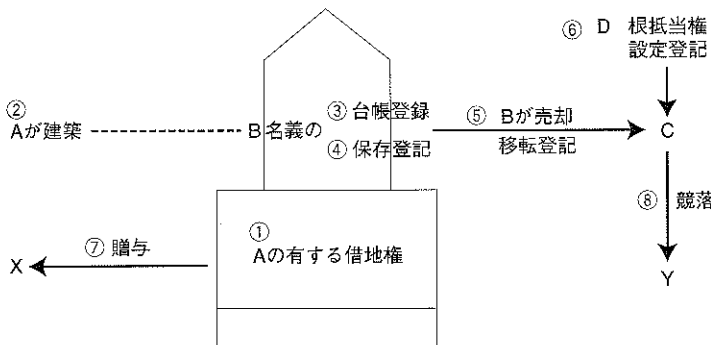 ⑥ D 根抵当権
設定登記
②
Aが建築
B名義の
③ 台帳登録
④ 保存登記
⑤ Bが売却
移転登記
C
⑧ 競落
Y
①
Aの有する借地権
⑦ 贈与
X